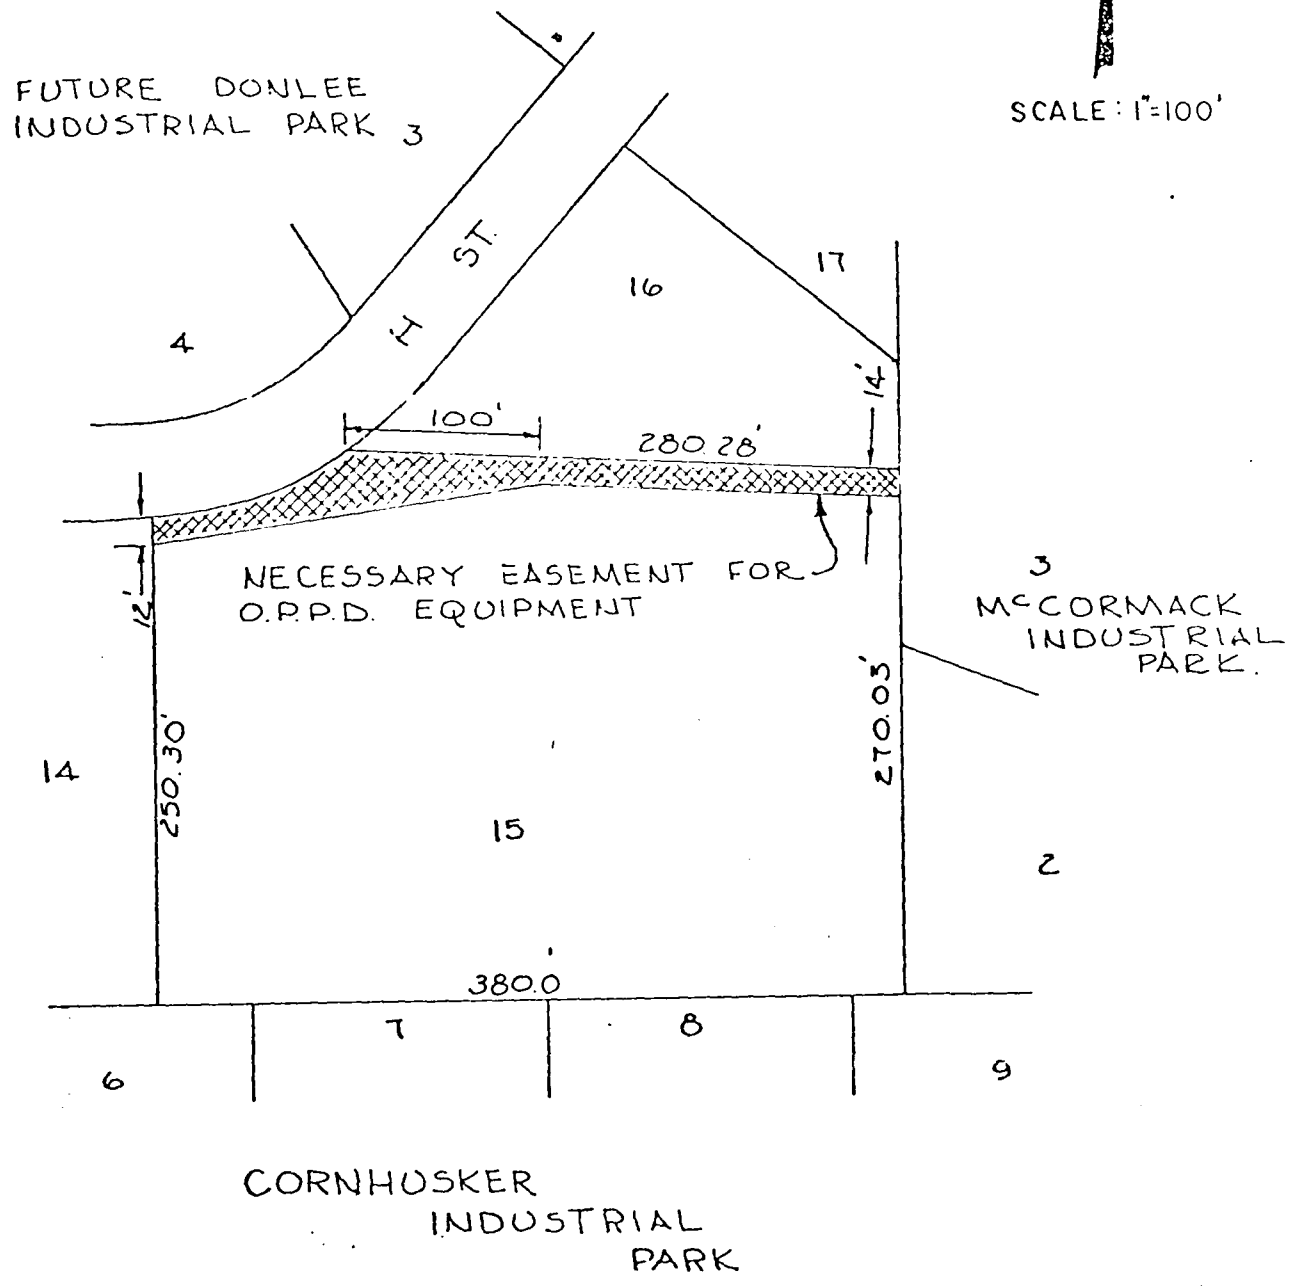 FUTURE DONLEE
INDUSTRIAL PARK
3
SCALE: 1"=100'
H ST.
17
16
4
14'
100'
280.28'
12'
NECESSARY EASEMENT FOR
O.P.P.D. EQUIPMENT
3
McCORMACK
INDUSTRIAL
PARK.
270.03'
250.30'
14
15
2
380.0'
7
8
6
9
CORNHUSKER
INDUSTRIAL
PARK